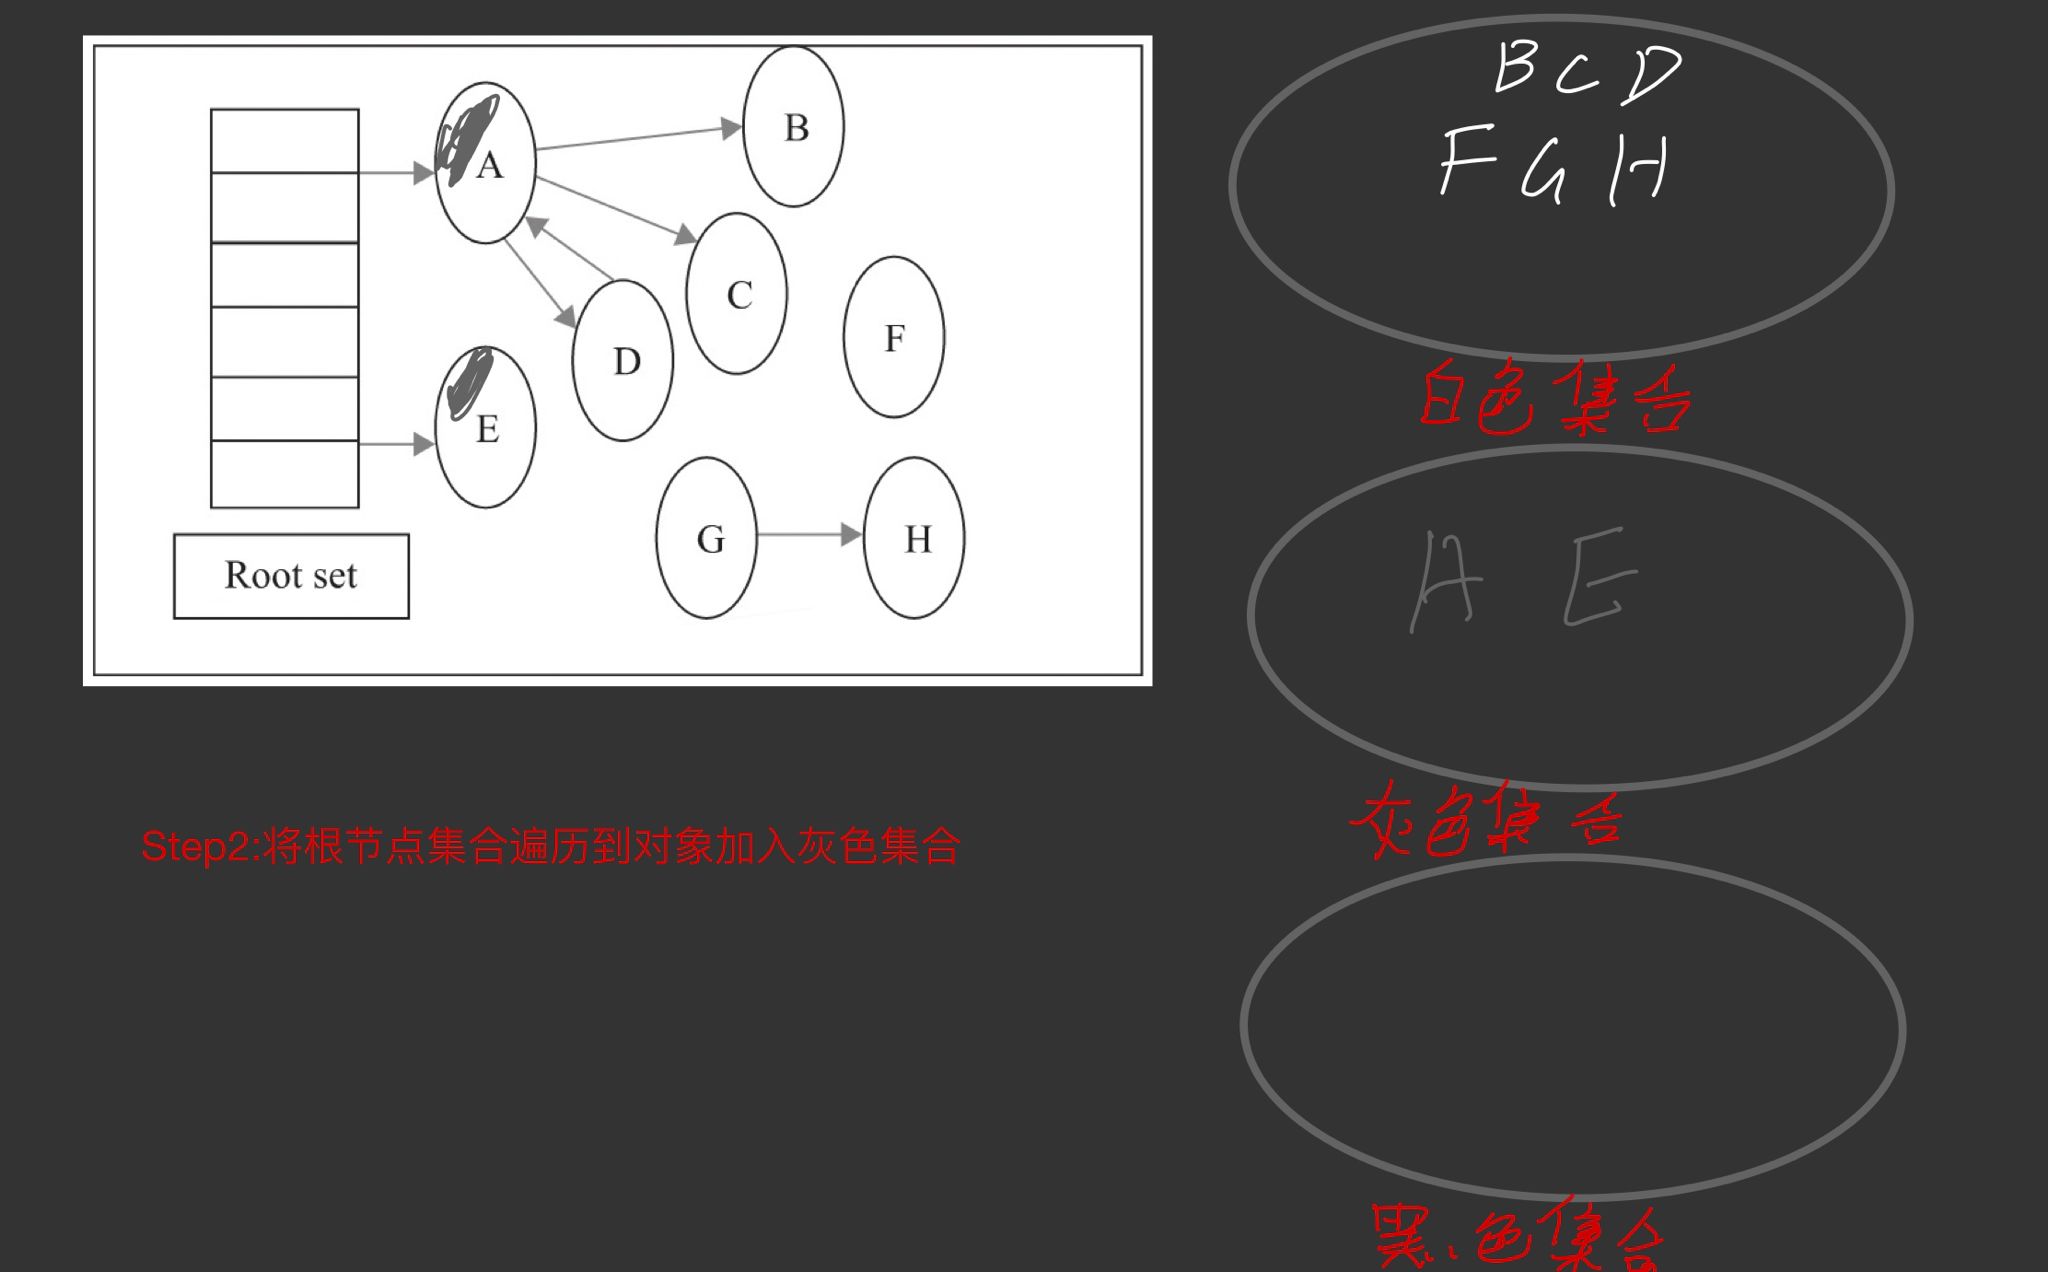 A
B
C
D
E
F
G
H
Root set
Step2:将根节点集合遍历到对象加入灰色集合
B C D
F G H
白色集合
A E
灰色集合
黑色集合